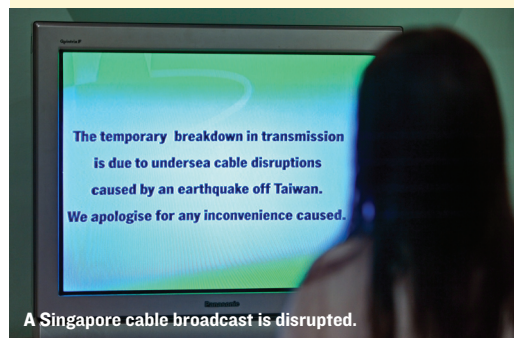 The temporary breakdown in transmission
is due to undersea cable disruptions
caused by an earthquake off Taiwan.
We apologise for any inconvenience caused.
A Singapore cable broadcast is disrupted.